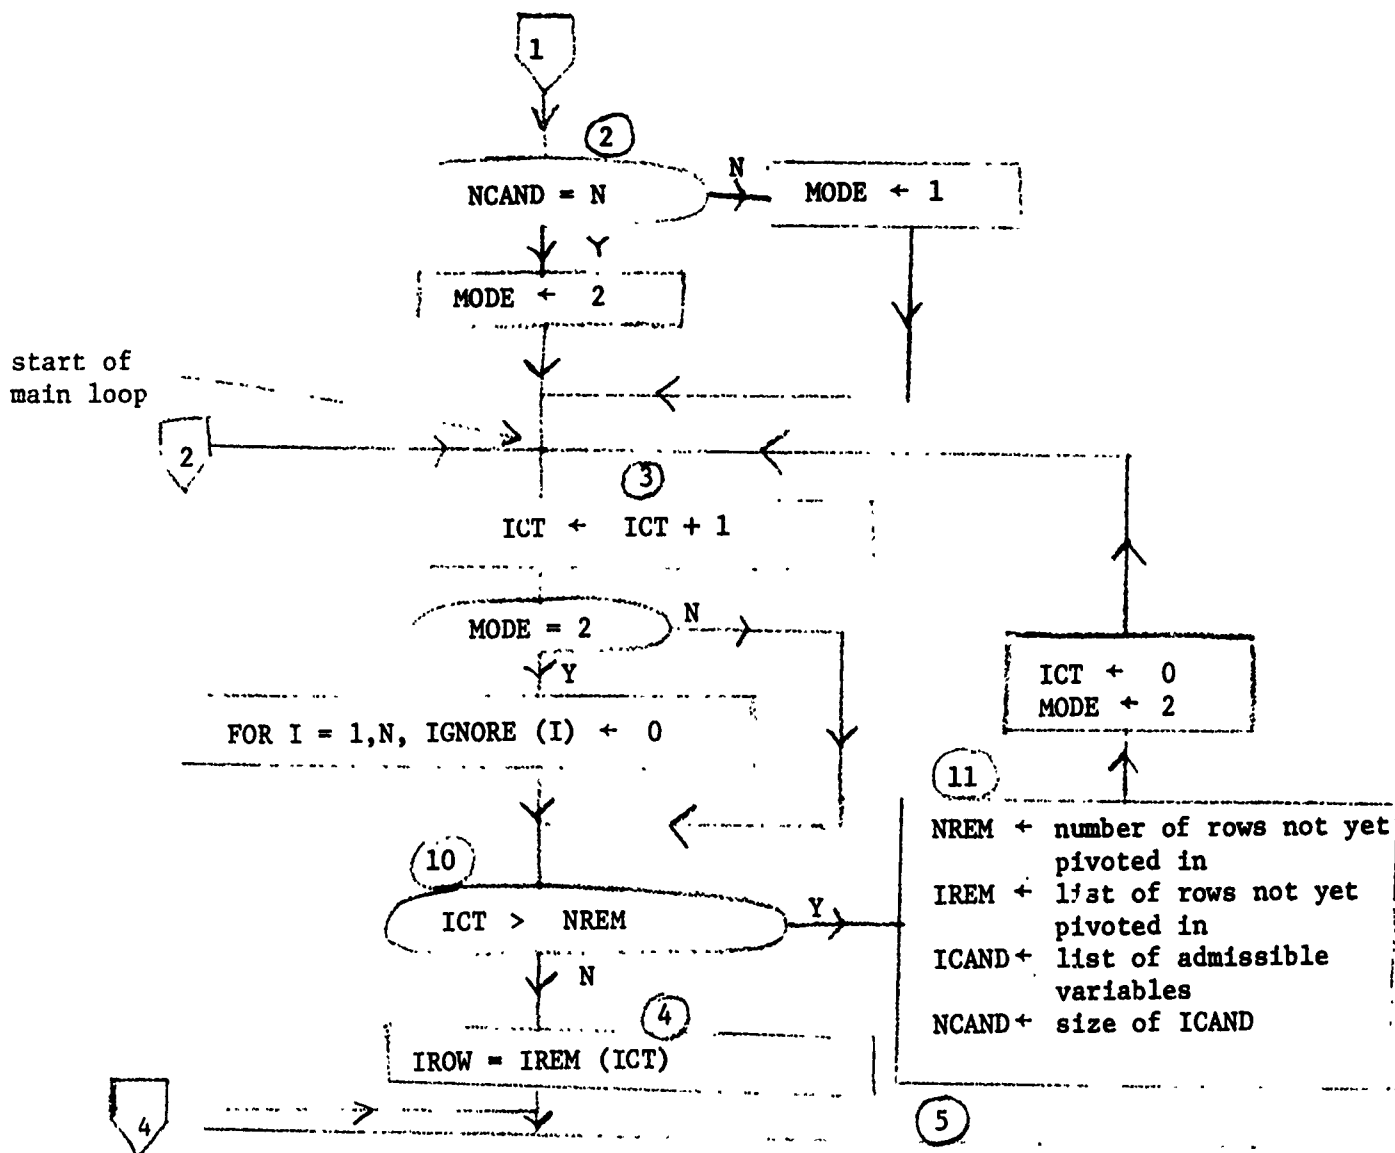 1
2
NCAND = N
N
MODE ← 1
Y
MODE ← 2
start of
main loop
2
3
ICT ← ICT + 1
MODE = 2
N
Y
FOR I = 1,N, IGNORE (I) ← 0
ICT ← 0
MODE ← 2
10
ICT > NREM
Y
N
11
NREM ← number of rows not yet
pivoted in
IREM ← list of rows not yet
pivoted in
ICAND← list of admissible
variables
NCAND← size of ICAND
4
IROW = IREM (ICT)
4
5